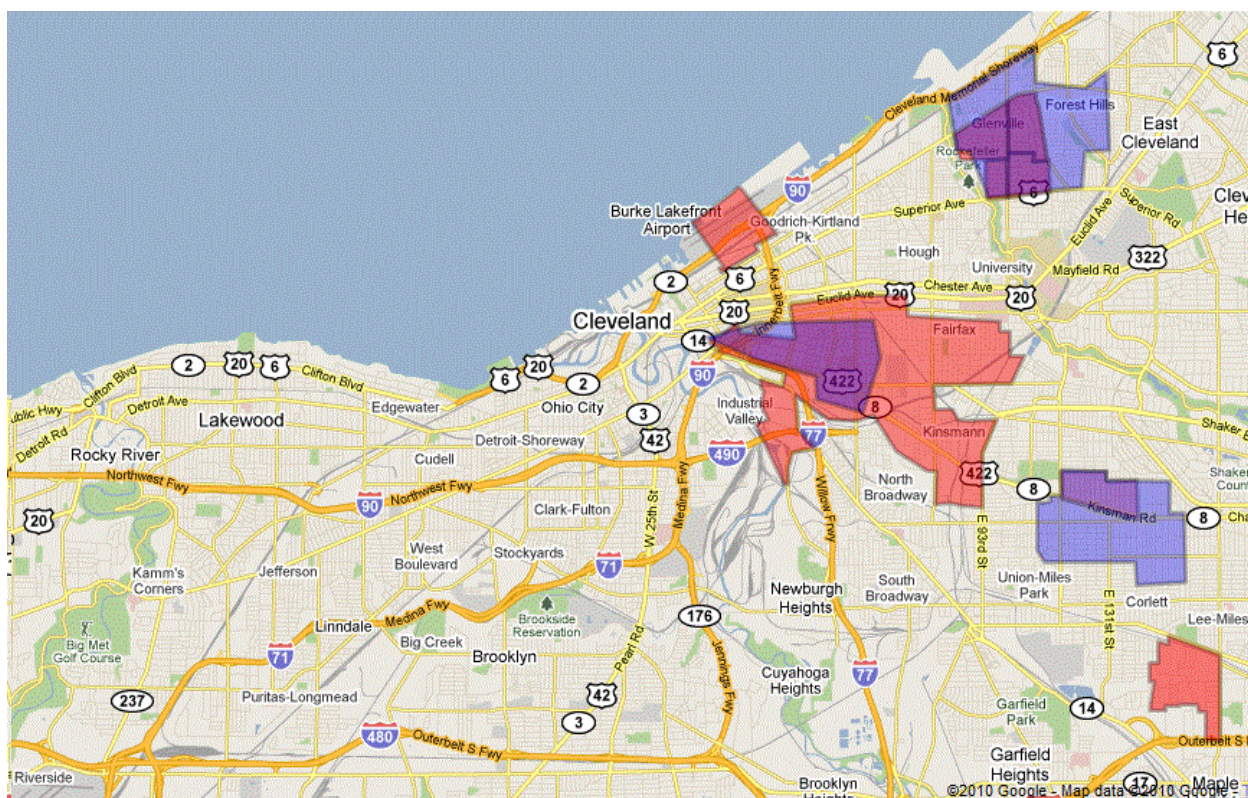 6
Cleveland Memorial Shoreway
Forest Hills
Glenville
East
Cleveland
Rockefeller
Park
6
90
Superior Ave
Superior Rd
Euclid Ave
Burke Lakefront
Airport
Goodrich-Kirtland
Pk.
Hough
322
University
Mayfield Rd
2
6
Innerbelt Fwy
Chester Ave
Euclid Ave
20
20
20
Cleveland
14
Innerbelt
Fairfax
2
20
6
Clifton Blvd
Clifton Blvd
6
20
2
90
422
Detroit Ave
Detroit Rd
Lakewood
Edgewater
Ohio City
3
42
Industrial
Valley
8
Kinsmann
Detroit-Shoreway
Rocky River
Cudell
490
77
422
Northwest Fwy
90
Northwest Fwy
Medina Fwy
North
Broadway
8
Kinsman Rd
8
20
Clark-Fulton
W 25th St
Willow Frwy
E 93rd St
West
Boulevard
Stockyards
71
Kamm's
Corners
Jefferson
Medina Fwy
Newburgh
Heights
South
Broadway
Union-Miles
Park
E 131st St
Corlett
Lee-Miles
Linndale
Brookside
Reservation
176
Big Met
Golf Course
71
Big Creek
Brooklyn
Pearl Rd
Jennings Fwy
Cuyahoga
Heights
77
237
Puritas-Longmead
42
3
Garfield
Park
14
480
Outerbelt S Fwy
Outerbelt S
Garfield
Heights
Riverside
Brooklyn
Heights
17
Maple
©2010 Google - Map data ©2010 Google -